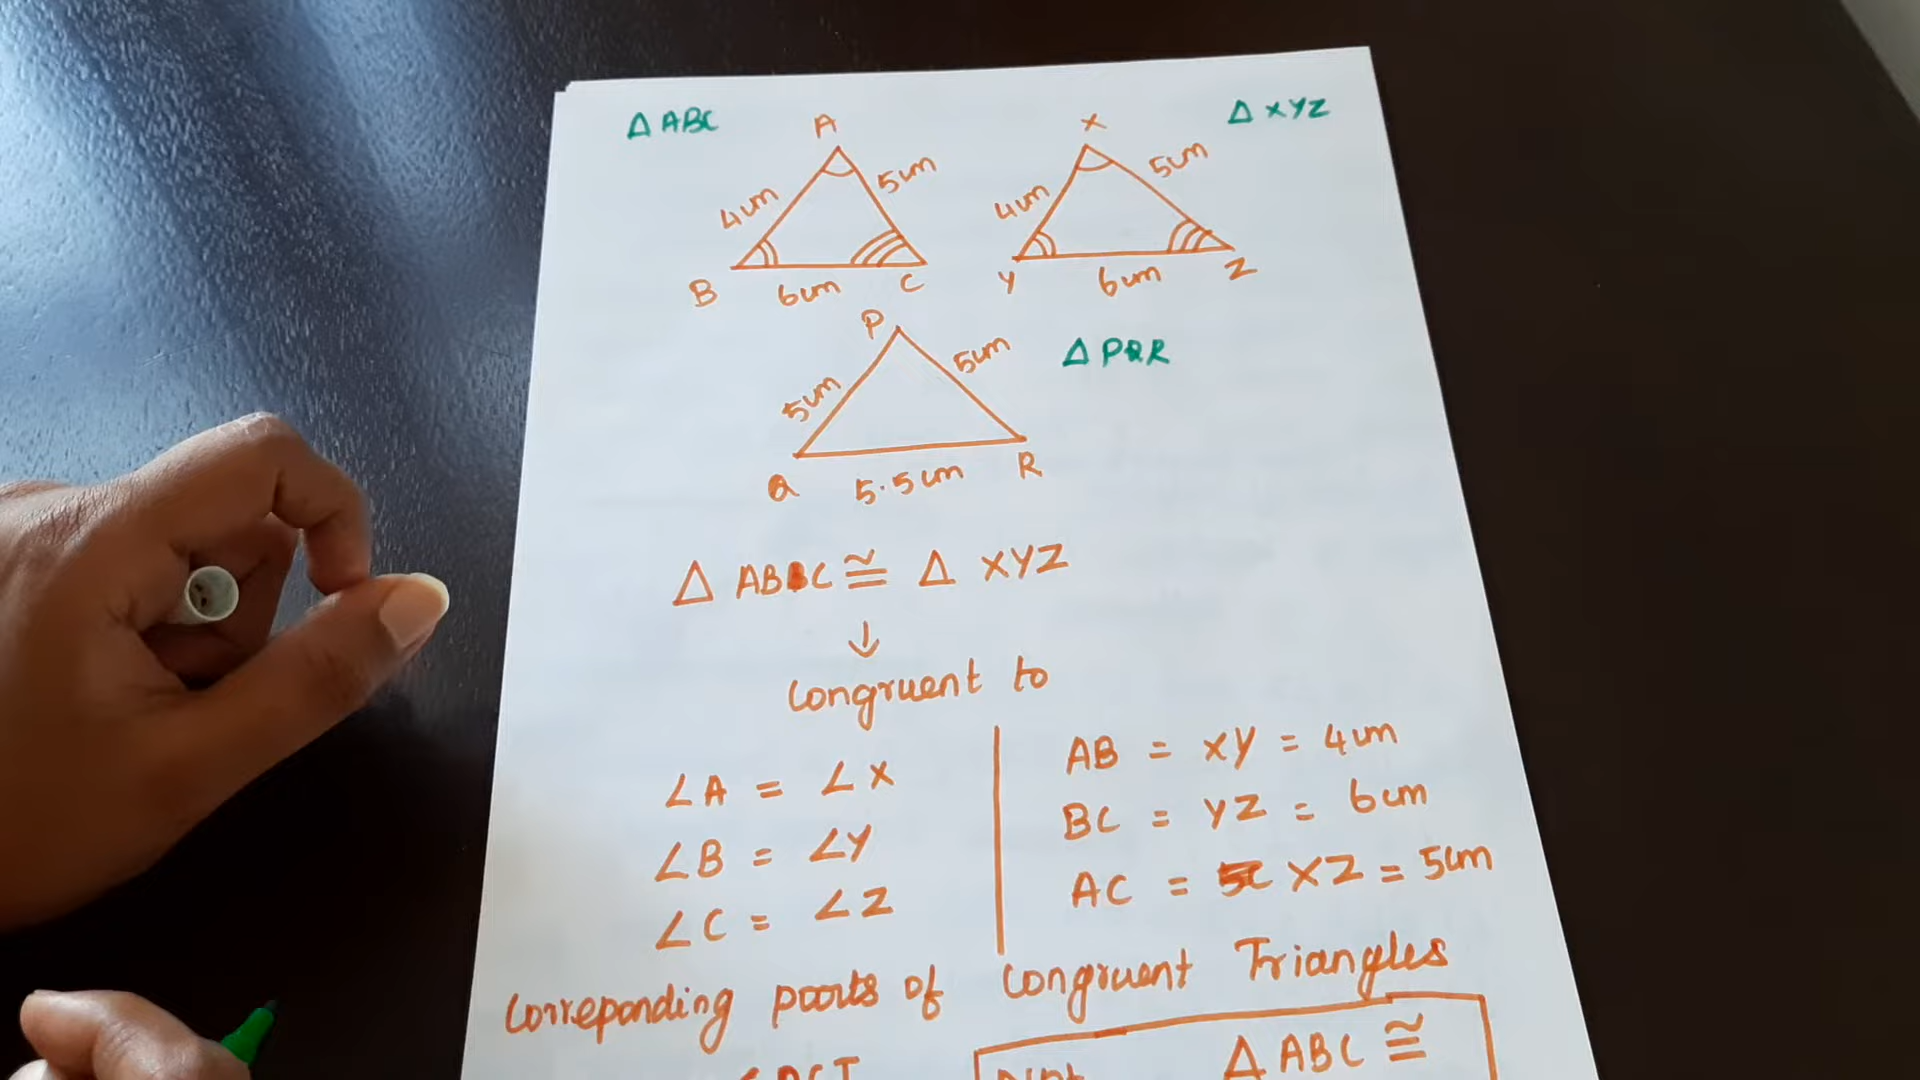 Δ ABC
A
X
Δ XYZ
4cm
5cm
4cm
5cm
B
6cm
C
Y
6cm
Z
P
5cm
5cm
Δ PQR
Q
5.5cm
R
Δ ABC ≅ Δ XYZ
↓
Congruent to
∠A = ∠X
∠B = ∠Y
∠C = ∠Z
AB = XY = 4cm
BC = YZ = 6cm
AC = XZ = 5cm
Correponding parts of Congruent Triangles
Δ ABC ≅